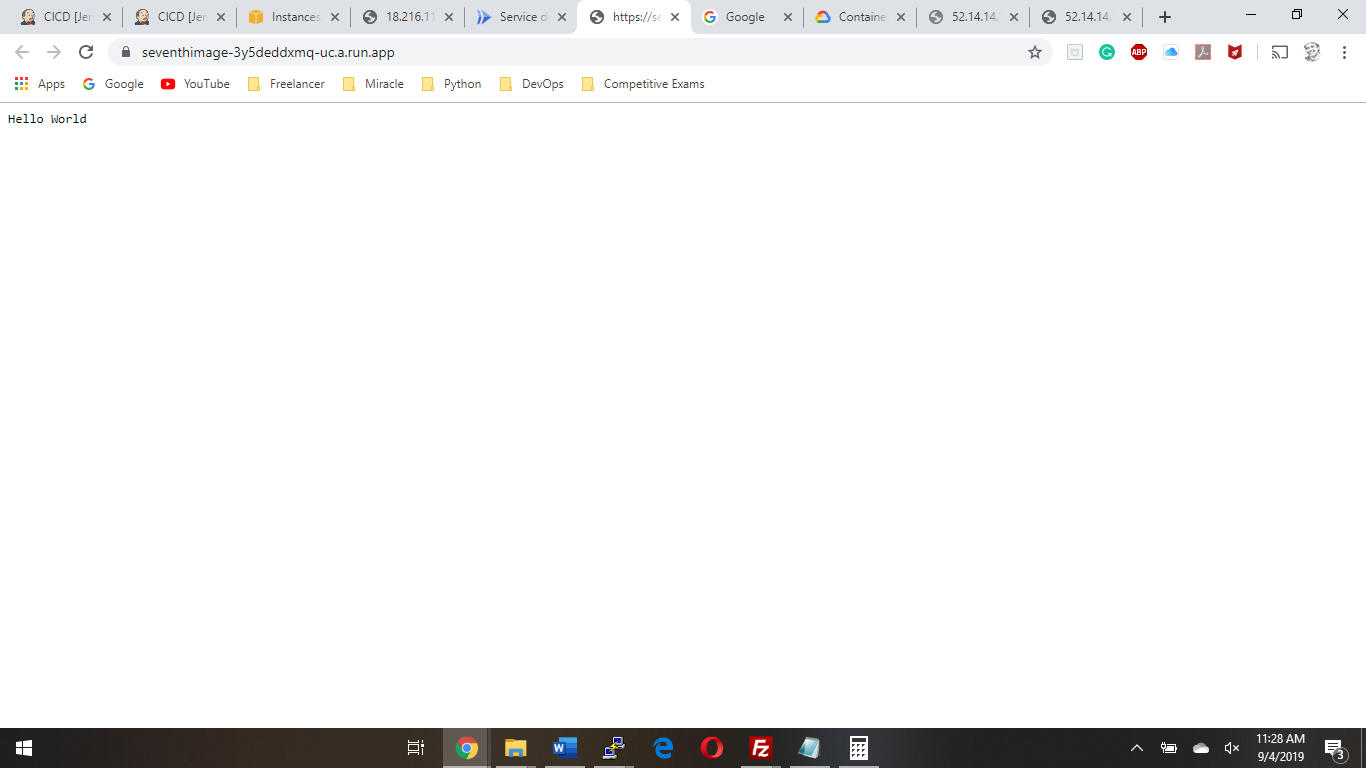 CICD [Jen
CICD [Jen
Instances
18.216.11
Service d
https://se
Google
Containe
52.14.14.
52.14.14.
seventhimage-3y5deddxmq-uc.a.run.app
ABP
Apps
Google
YouTube
Freelancer
Miracle
Python
DevOps
Competitive Exams
Hello World
11:28 AM
9/4/2019
3